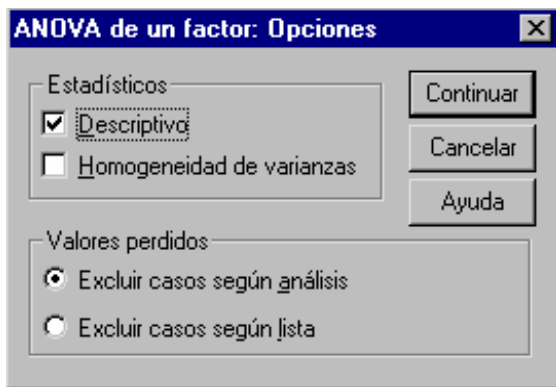 ANOVA de un factor: Opciones
Estadísticos
Descriptivo
Homogeneidad de varianzas
Continuar
Cancelar
Ayuda
Valores perdidos
Excluir casos según análisis
Excluir casos según lista